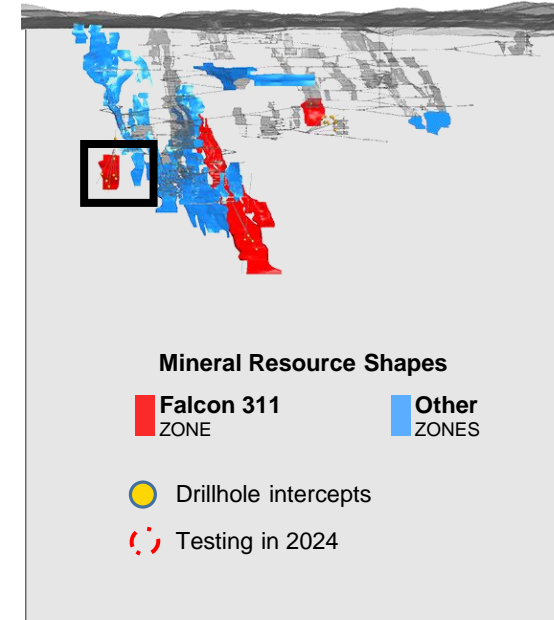 Mineral Resource Shapes
Falcon 311
ZONE
Other
ZONES
Drillhole intercepts
Testing in 2024